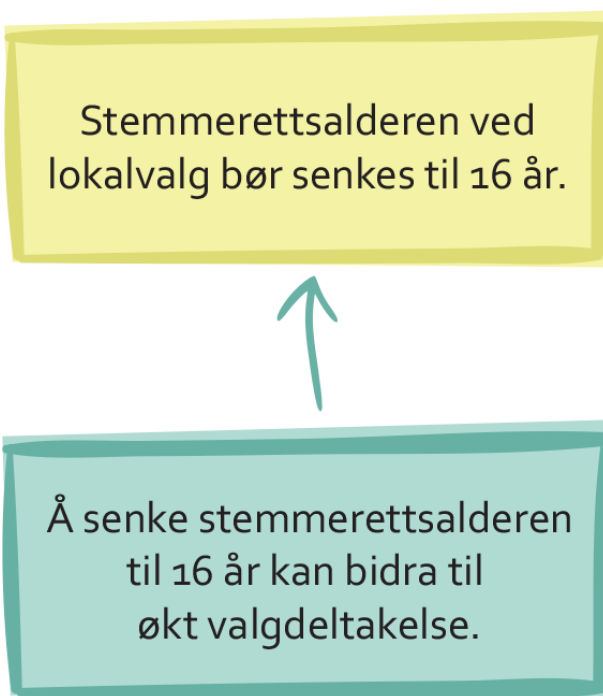 Stemmerettsalderen ved
lokalvalg bør senkes til 16 år.
Å senke stemmerettsalderen
til 16 år kan bidra til
økt valgdeltakelse.